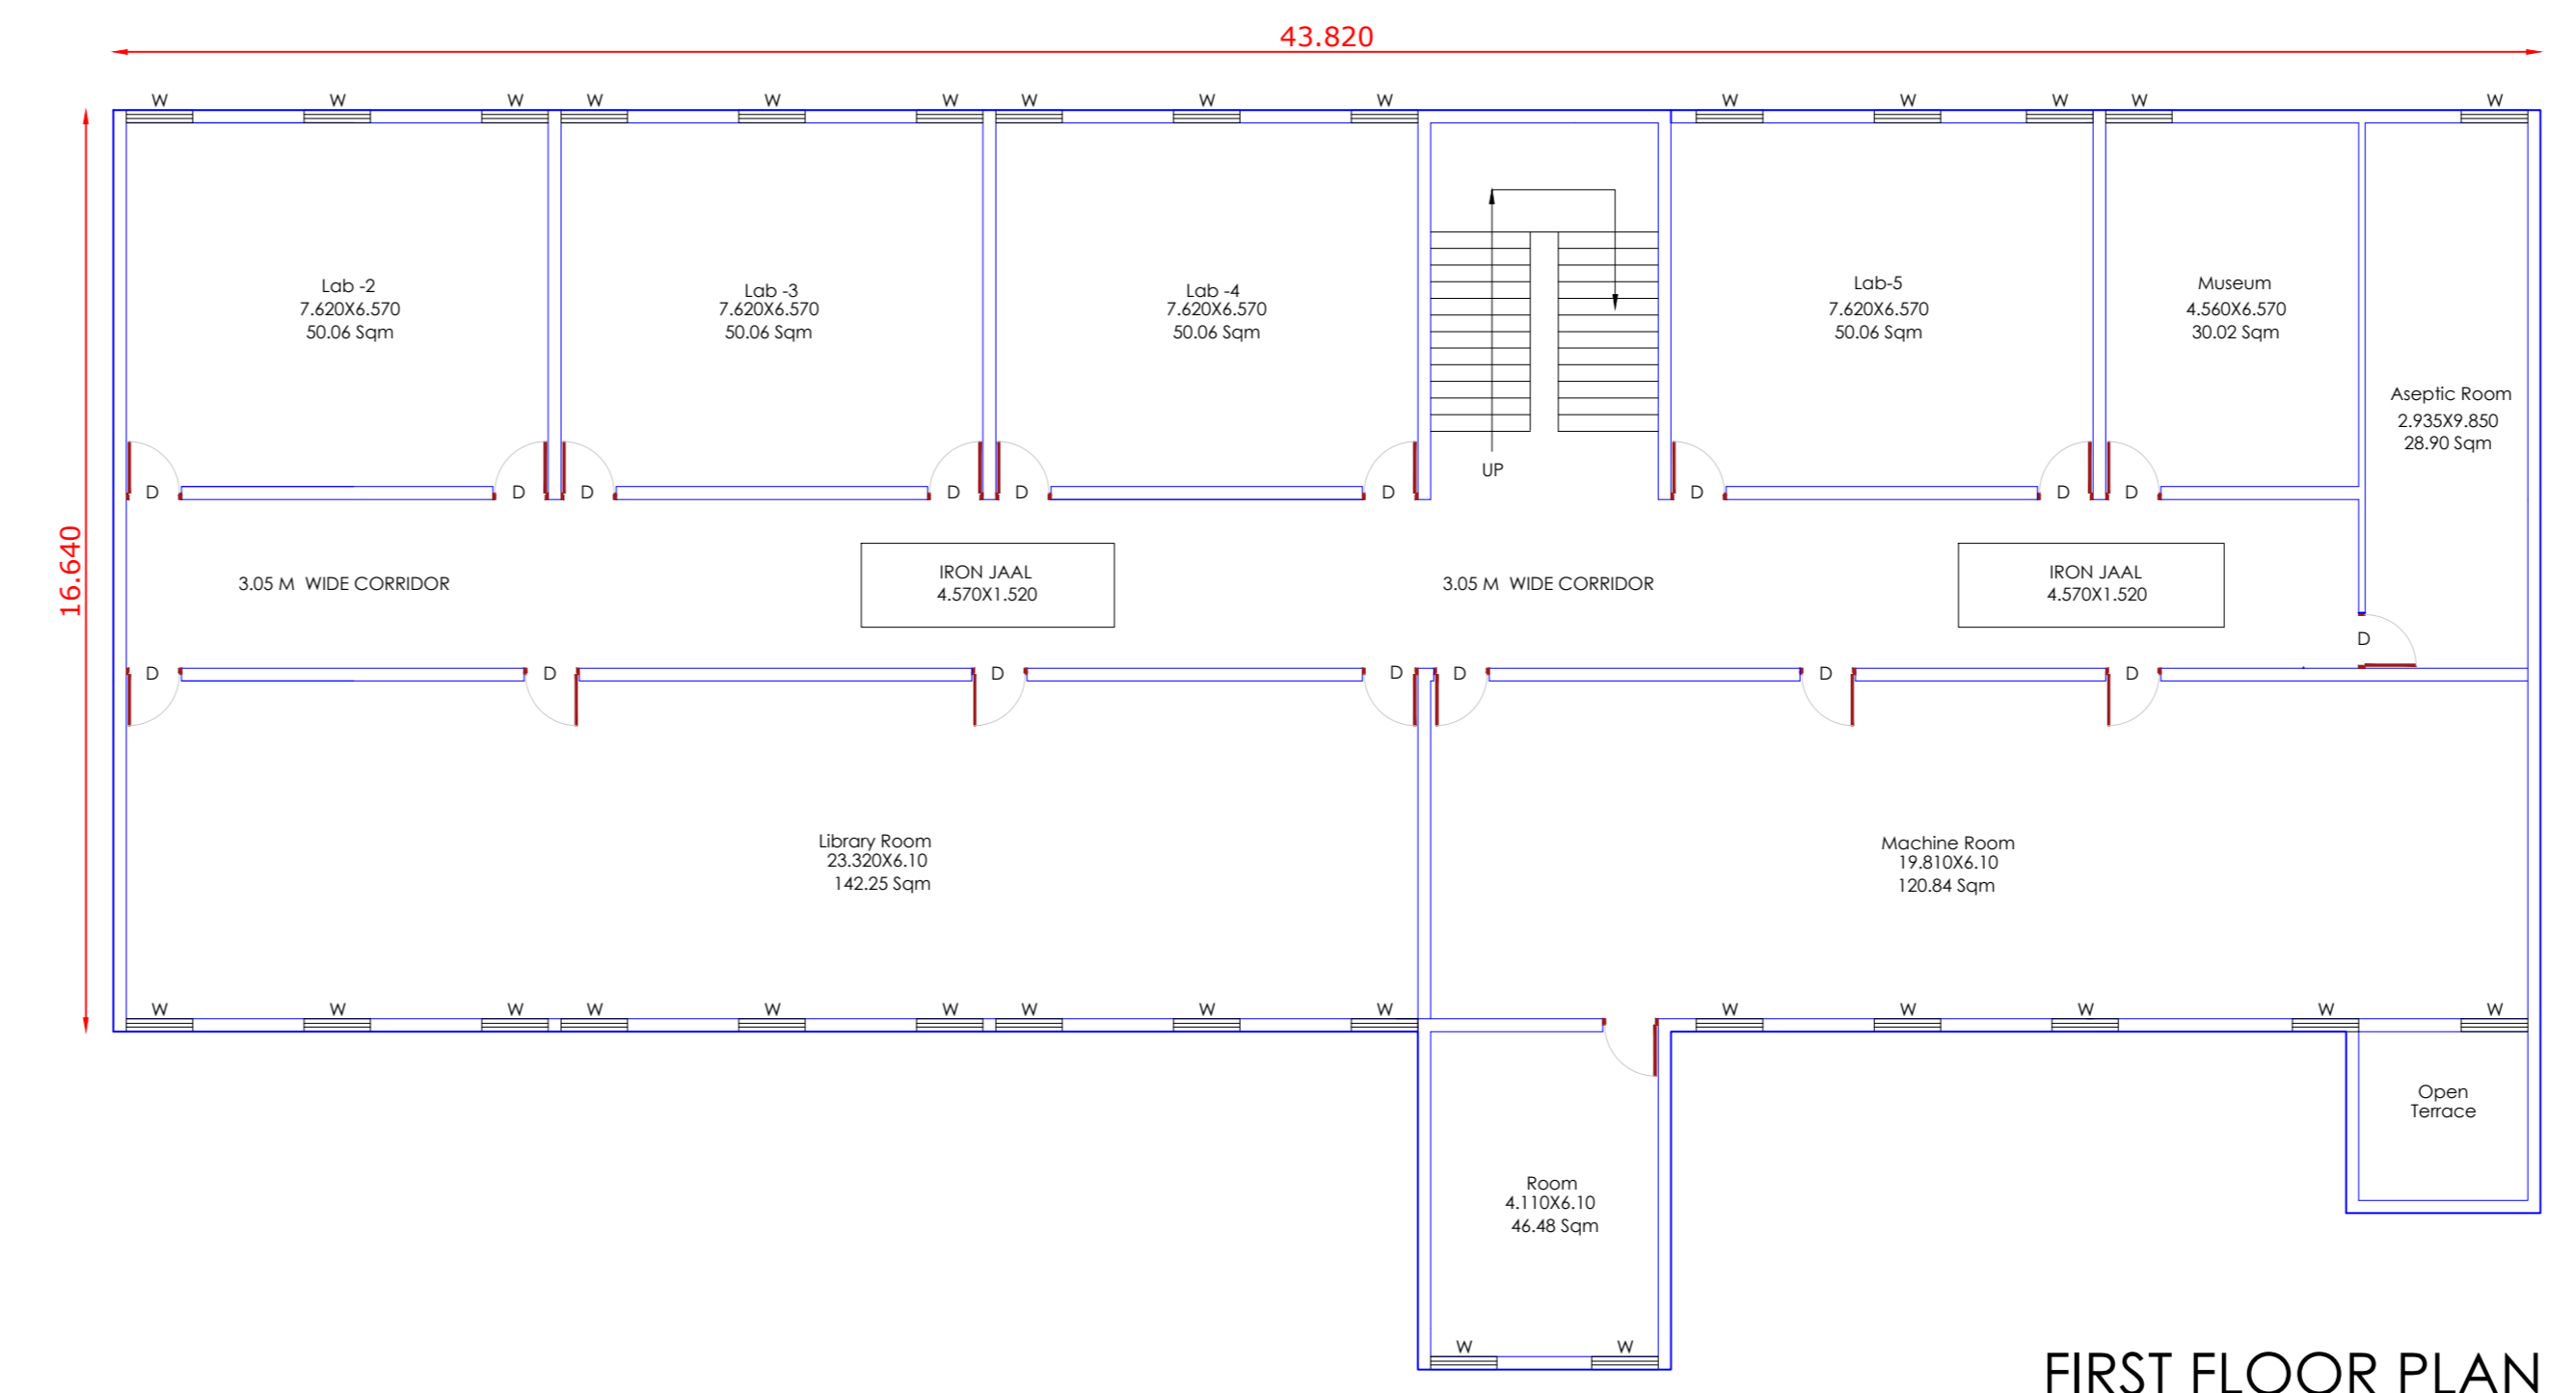 43.820
W W W W W W W W W W W W W W
Lab -2
7.620X6.570
50.06 Sqm
Lab -3
7.620X6.570
50.06 Sqm
Lab -4
7.620X6.570
50.06 Sqm
Lab-5
7.620X6.570
50.06 Sqm
Museum
4.560X6.570
30.02 Sqm
Aseptic Room
2.935X9.850
28.90 Sqm
UP
D D D D D D D D D
16.640
3.05 M WIDE CORRIDOR
IRON JAAL
4.570X1.520
3.05 M WIDE CORRIDOR
IRON JAAL
4.570X1.520
D
D D D D D D D
Library Room
23.320X6.10
142.25 Sqm
Machine Room
19.810X6.10
120.84 Sqm
W W W W W W W W W W W W W W
Open
Terrace
Room
4.110X6.10
46.48 Sqm
W W
FIRST FLOOR PLAN